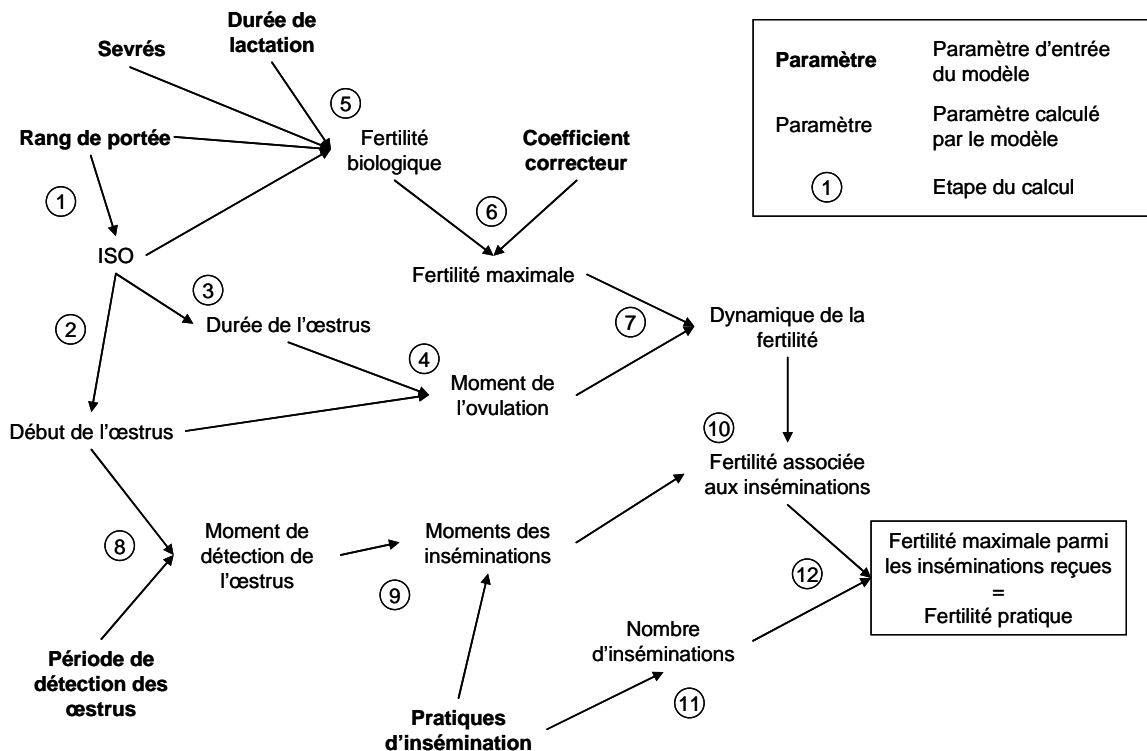 Durée de
lactation
Sevrés
5
Rang de portée
Fertilité
biologique
Coefficient
correcteur
1
6
ISO
Fertilité maximale
3
2
Durée de l'œstrus
7
Dynamique de la
fertilité
4
Moment de
l'ovulation
Début de l'œstrus
10
Fertilité associée
aux inséminations
8
Moment de
détection de
l'œstrus
Moments des
inséminations
9
12
Fertilité maximale parmi
les inséminations reçues
=
Fertilité pratique
Nombre
d'inséminations
11
Période de
détection des
œstrus
Pratiques
d'insémination
Paramètre
Paramètre d'entrée
du modèle
Paramètre
Paramètre calculé
par le modèle
1
Etape du calcul